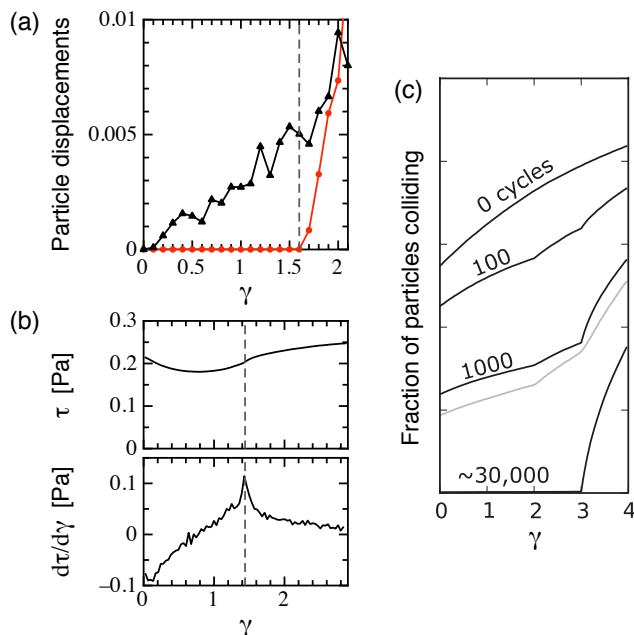 (a)
Particle displacements
0.01
0.005
0
0 0.5 1 1.5 2
γ
(b)
τ [Pa]
0.3
0.2
0.1
0
dτ/dγ [Pa]
0.1
0
−0.1
0 1 2
γ
(c)
Fraction of particles colliding
0 cycles
100
1000
~30,000
0 1 2 3 4
γ